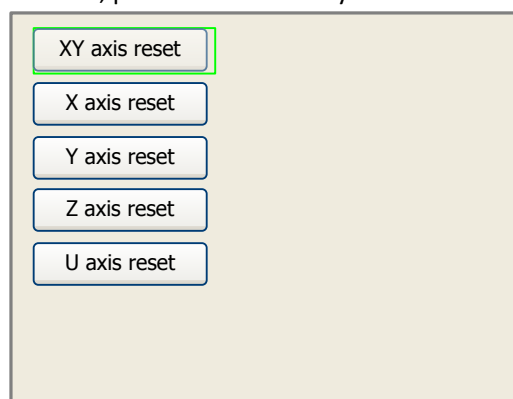 XY axis reset
X axis reset
Y axis reset
Z axis reset
U axis reset